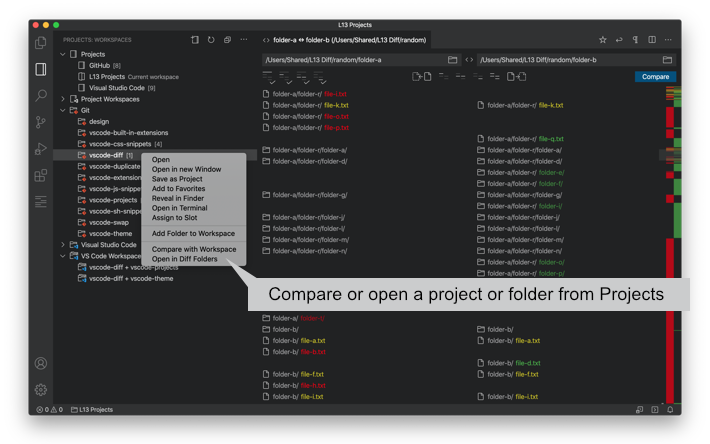 L13 Projects
PROJECTS: WORKSPACES
folder-a ⇔ folder-b (/Users/Shared/L13 Diff/random)
Projects
GitHub [8]
L13 Projects Current workspace
Visual Studio Code [9]
Project Workspaces
Git
design
vscode-built-in-extensions
vscode-css-snippets [4]
vscode-diff [1]
vscode-duplicate
vscode-extension
vscode-js-snippe
vscode-projects
vscode-sh-snipp
vscode-swap
vscode-theme
Visual Studio Code
VS Code Workspace
vscode-diff + vscode-projects
vscode-diff + vscode-theme
Open
Open in new Window
Save as Project
Add to Favorites
Reveal in Finder
Open in Terminal
Assign to Slot
Add Folder to Workspace
Compare with Workspace
Open in Diff Folders
/Users/Shared/L13 Diff/random/folder-a
/Users/Shared/L13 Diff/random/folder-b
Compare
folder-a/folder-r/ file-i.txt
folder-a/folder-r/ file-k.txt folder-a/folder-r/ file-k.txt
folder-a/folder-r/ file-o.txt
folder-a/folder-r/ file-p.txt
folder-a/folder-r/ file-q.txt
folder-a/folder-r/folder-a/ folder-a/folder-r/folder-a/
folder-a/folder-r/folder-d/ folder-a/folder-r/folder-d/
folder-a/folder-r/ folder-e/
folder-a/folder-r/ folder-f/
folder-a/folder-r/folder-g/ folder-a/folder-r/folder-g/
folder-a/folder-r/ folder-i/
folder-a/folder-r/folder-j/ folder-a/folder-r/folder-j/
folder-a/folder-r/folder-l/ folder-a/folder-r/folder-l/
folder-a/folder-r/folder-m/ folder-a/folder-r/folder-m/
folder-a/folder-r/folder-n/ folder-a/folder-r/folder-n/
folder-a/folder-r/ folder-o/
folder-a/folder-r/ folder-p/
Compare or open a project or folder from Projects
folder-a/
folder-b/ folder-b/
folder-b/ file-a.txt folder-b/ file-a.txt
folder-b/ file-b.txt
folder-b/ file-d.txt
folder-b/ file-f.txt folder-b/ file-f.txt
folder-b/ file-h.txt
folder-b/ file-i.txt folder-b/ file-i.txt
0 0 L13 Projects